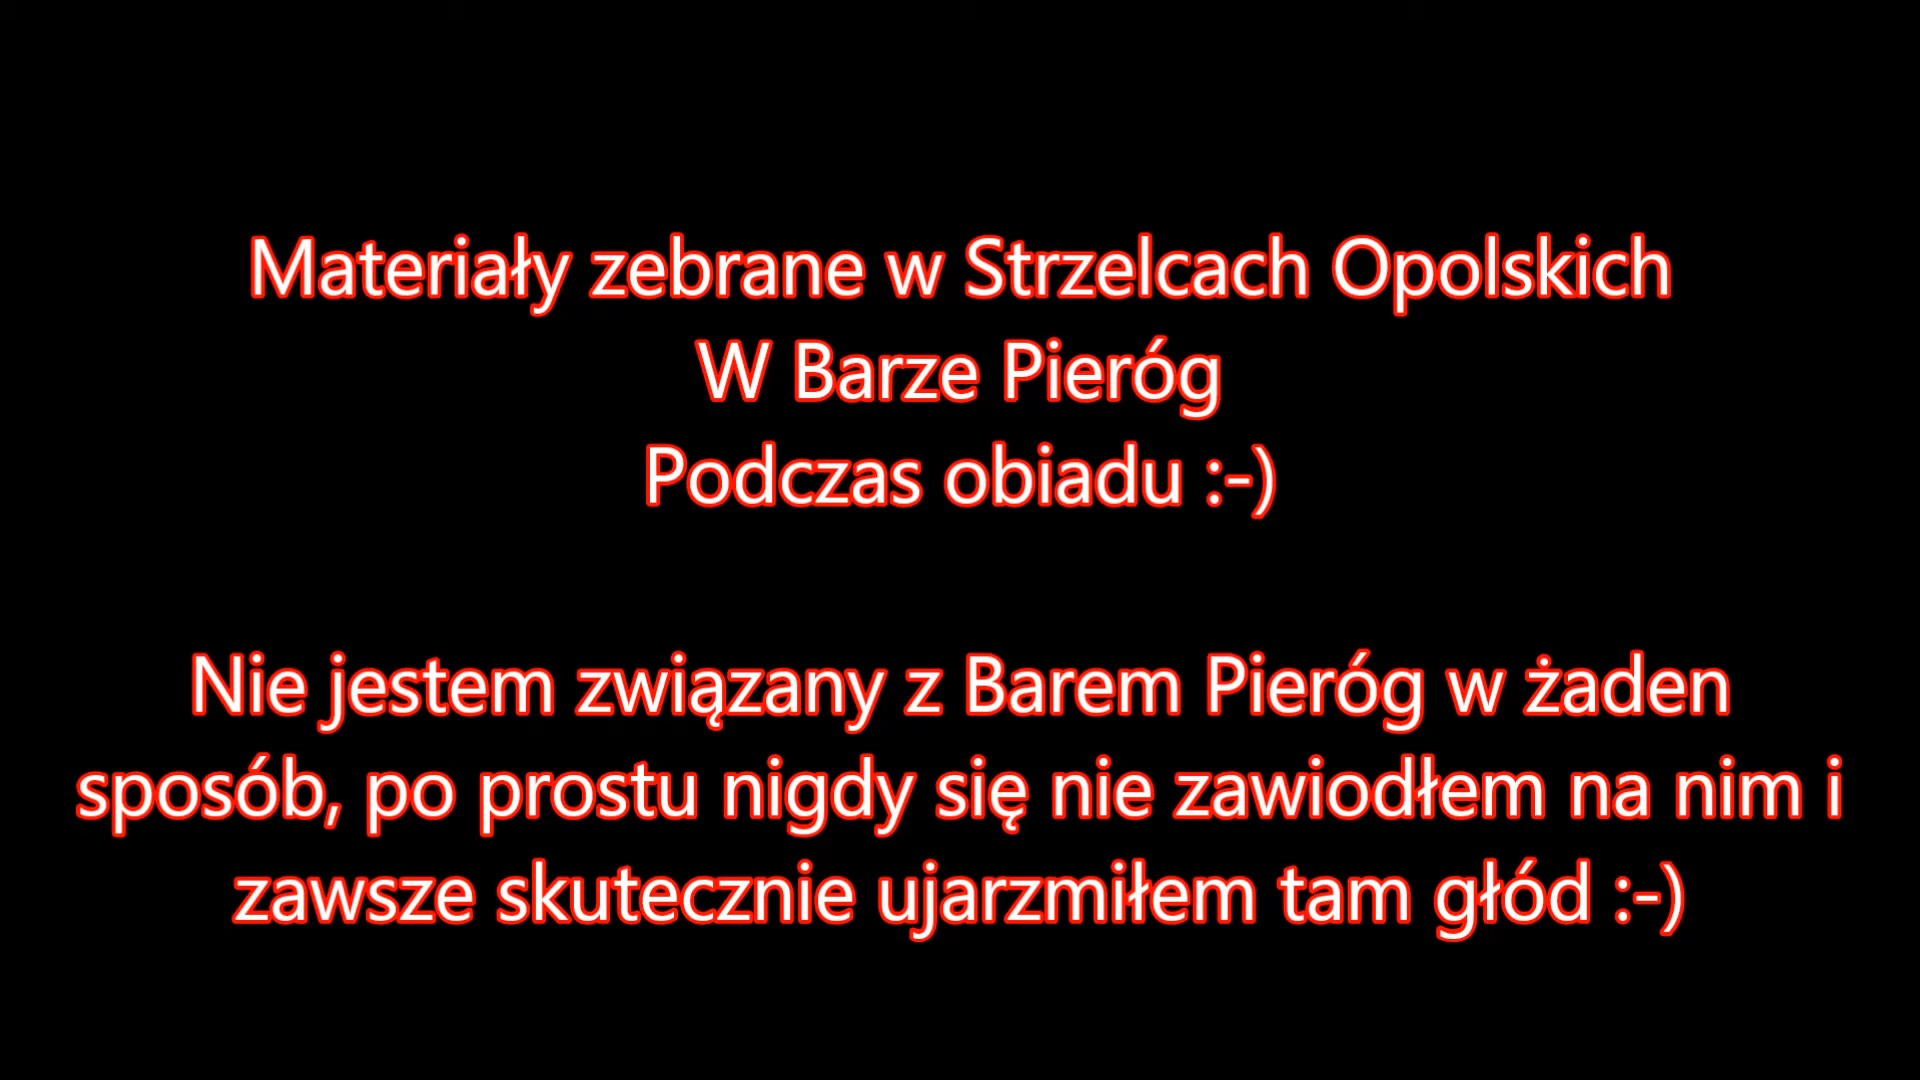 Materiały zebrane w Strzelcach Opolskich
W Barze Pieróg
Podczas obiadu :-)
Nie jestem związany z Barem Pieróg w żaden
sposób, po prostu nigdy się nie zawiodłem na nim i
zawsze skutecznie ujarzmiłem tam głód :-)